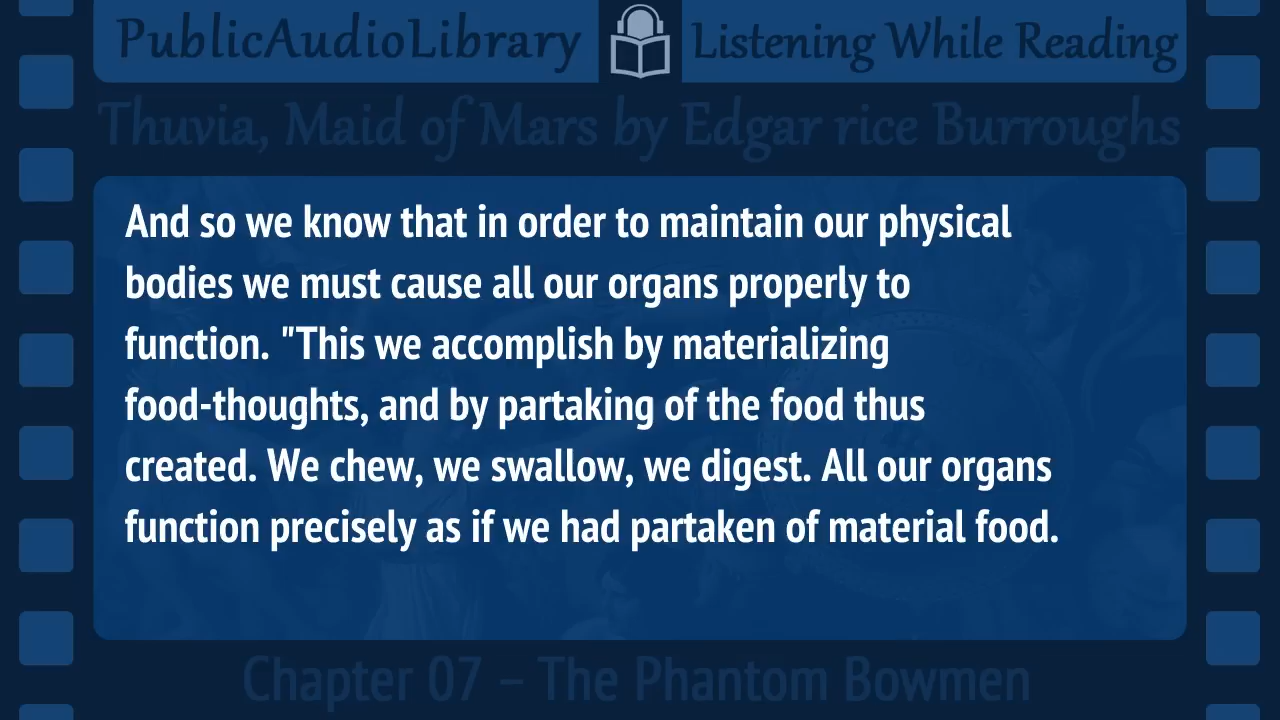 PublicAudioLibrary
Listening While Reading
Thuvia, Maid of Mars by Edgar rice Burroughs
And so we know that in order to maintain our physical
bodies we must cause all our organs properly to
function. "This we accomplish by materializing
food-thoughts, and by partaking of the food thus
created. We chew, we swallow, we digest. All our organs
function precisely as if we had partaken of material food.
Chapter 07 – The Phantom Bowmen